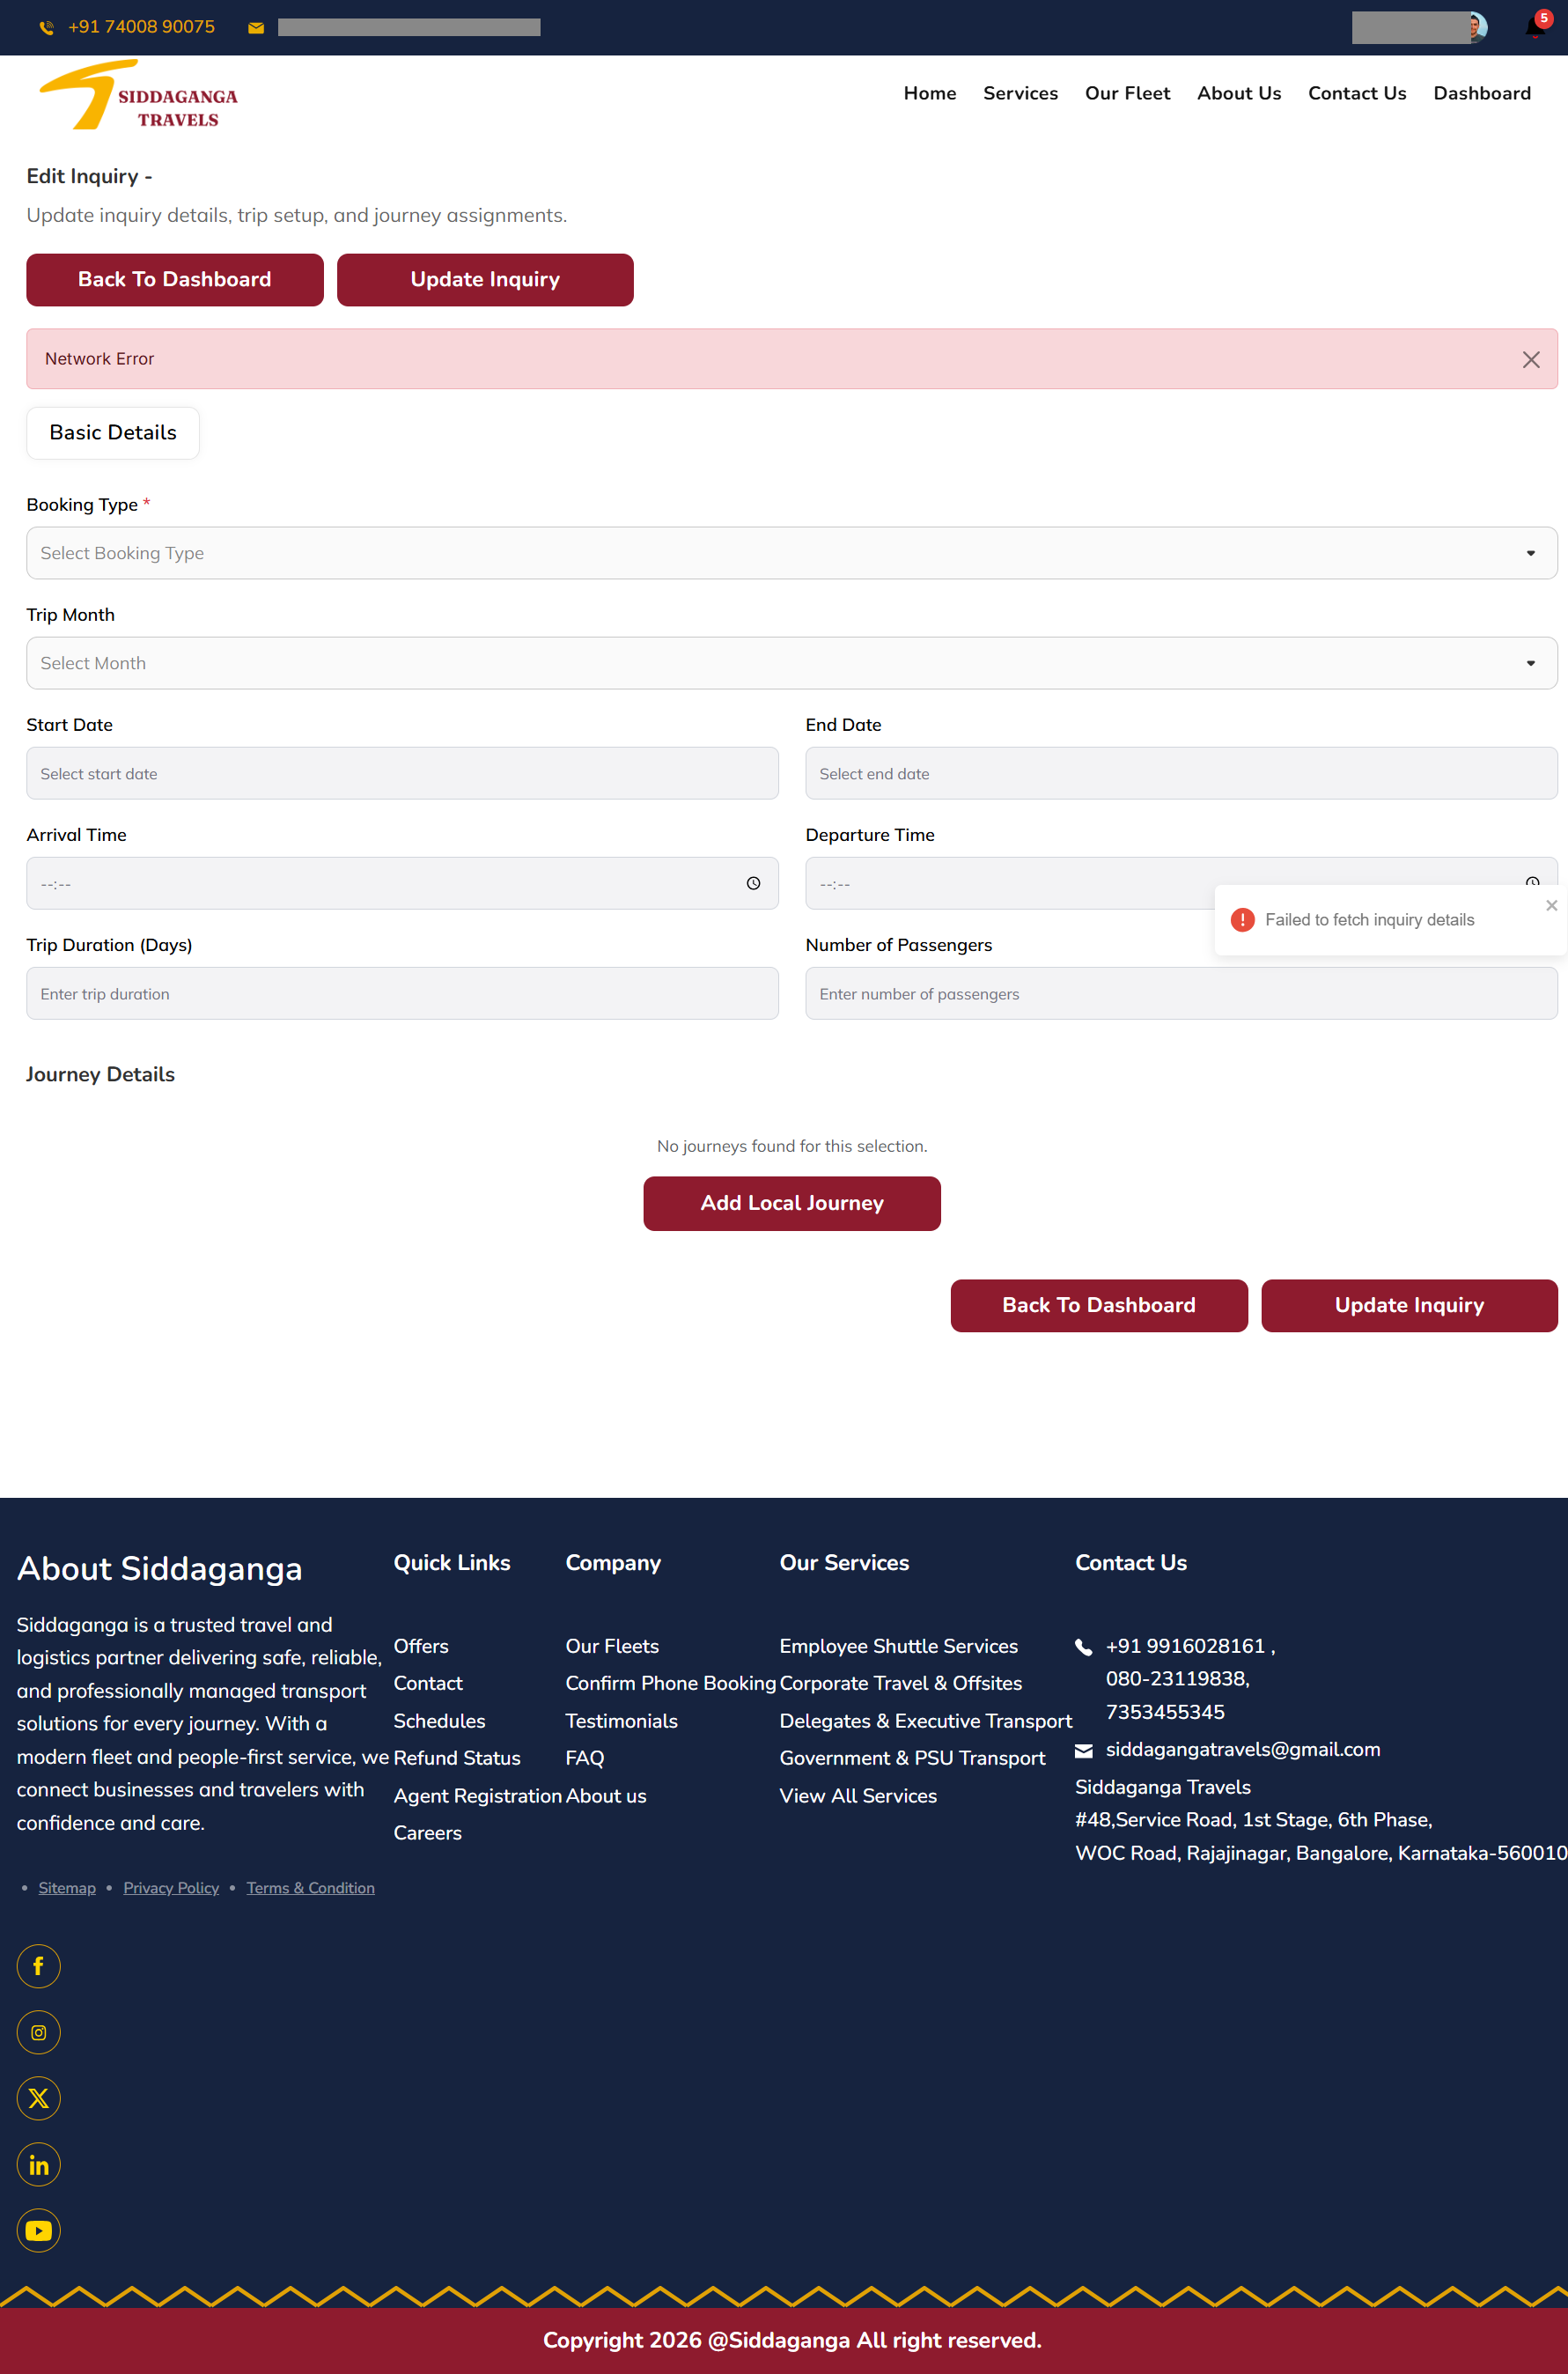 +91 74008 90075
5
SIDDAGANGA
TRAVELS
Home Services Our Fleet About Us Contact Us Dashboard
Edit Inquiry -
Update inquiry details, trip setup, and journey assignments.
Back To Dashboard Update Inquiry
Network Error
Basic Details
Booking Type *
Select Booking Type
Trip Month
Select Month
Start Date End Date
Select start date Select end date
Arrival Time Departure Time
--:-- --:--
Failed to fetch inquiry details
Trip Duration (Days) Number of Passengers
Enter trip duration Enter number of passengers
Journey Details
No journeys found for this selection.
Add Local Journey
Back To Dashboard Update Inquiry
About Siddaganga
Siddaganga is a trusted travel and
logistics partner delivering safe, reliable,
and professionally managed transport
solutions for every journey. With a
modern fleet and people-first service, we
connect businesses and travelers with
confidence and care.
• Sitemap • Privacy Policy • Terms & Condition
Quick Links
Offers
Contact
Schedules
Refund Status
Agent Registration
Careers
Company
Our Fleets
Confirm Phone Booking
Testimonials
FAQ
About us
Our Services
Employee Shuttle Services
Corporate Travel & Offsites
Delegates & Executive Transport
Government & PSU Transport
View All Services
Contact Us
+91 9916028161 ,
080-23119838,
7353455345
siddagangatravels@gmail.com
Siddaganga Travels
#48,Service Road, 1st Stage, 6th Phase,
WOC Road, Rajajinagar, Bangalore, Karnataka-560010
Copyright 2026 @Siddaganga All right reserved.